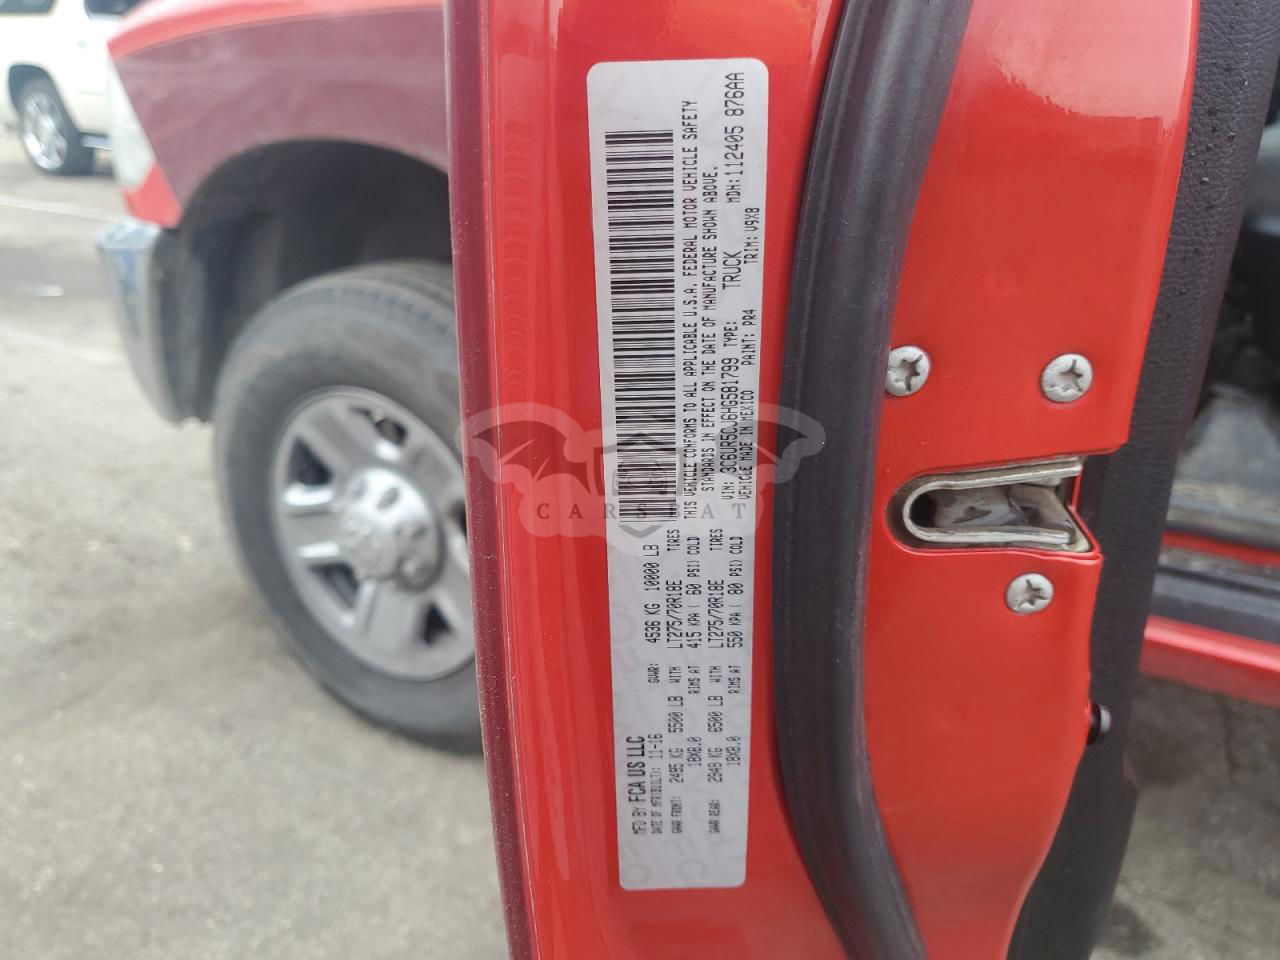 MFD BY FCA US LLC
DATE OF MFR(BUILT): 11-16 GVWR: 4536 KG 10000 LB
GAWR FRONT: 2495 KG 5500 LB WITH LT275/70R18E TIRES
18X8.0 RIMS AT 415 KPA( 60 PSI) COLD
GAWR REAR: 2949 KG 6500 LB WITH LT275/70R18E TIRES
18X8.0 RIMS AT 550 KPA( 80 PSI) COLD
THIS VEHICLE CONFORMS TO ALL APPLICABLE U.S.A. FEDERAL MOTOR VEHICLE SAFETY
STANDARDS IN EFFECT ON THE DATE OF MANUFACTURE SHOWN ABOVE.
VIN: 3C6UR5CJ6HG581799 TYPE: TRUCK MDH:112405 876AA
VEHICLE MADE IN MEXICO PAINT: PR4 TRIM: V9X8
CARSFAT